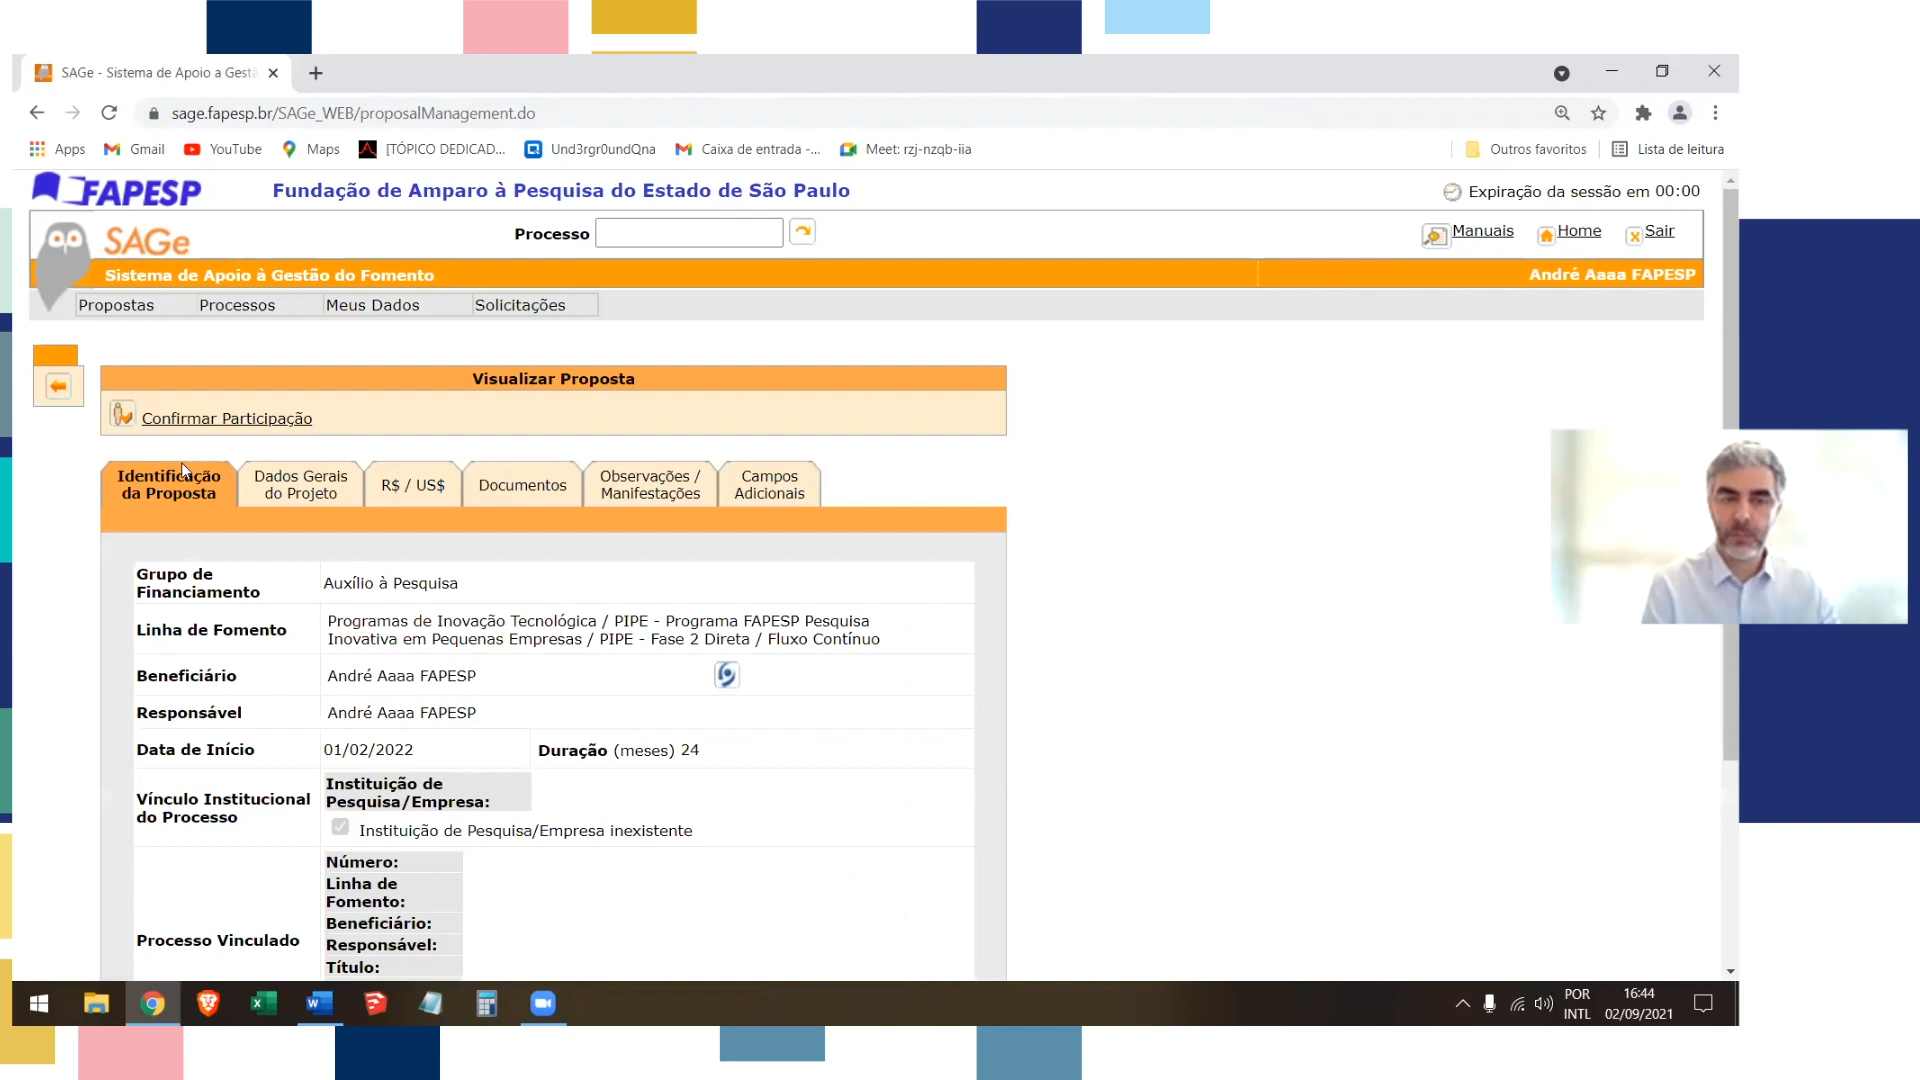 SAGe - Sistema de Apoio a Gestã
sage.fapesp.br/SAGe_WEB/proposalManagement.do
Apps
Gmail
YouTube
Maps
[TÓPICO DEDICAD...
Und3rgr0undQna
Caixa de entrada -...
Meet: rzj-nzqb-iia
Outros favoritos
Lista de leitura
FAPESP
Fundação de Amparo à Pesquisa do Estado de São Paulo
Expiração da sessão em 00:00
SAGe
Processo
Manuais
Home
Sair
Sistema de Apoio à Gestão do Fomento
André Aaaa FAPESP
Propostas
Processos
Meus Dados
Solicitações
Visualizar Proposta
Confirmar Participação
Identificação
da Proposta
Dados Gerais
do Projeto
R$ / US$
Documentos
Observações /
Manifestações
Campos
Adicionais
Grupo de
Financiamento
Auxílio à Pesquisa
Linha de Fomento
Programas de Inovação Tecnológica / PIPE - Programa FAPESP Pesquisa
Inovativa em Pequenas Empresas / PIPE - Fase 2 Direta / Fluxo Contínuo
Beneficiário
André Aaaa FAPESP
Responsável
André Aaaa FAPESP
Data de Início
01/02/2022
Duração (meses) 24
Vínculo Institucional
do Processo
Instituição de
Pesquisa/Empresa:
Instituição de Pesquisa/Empresa inexistente
Processo Vinculado
Número:
Linha de
Fomento:
Beneficiário:
Responsável:
Título:
POR
INTL
16:44
02/09/2021